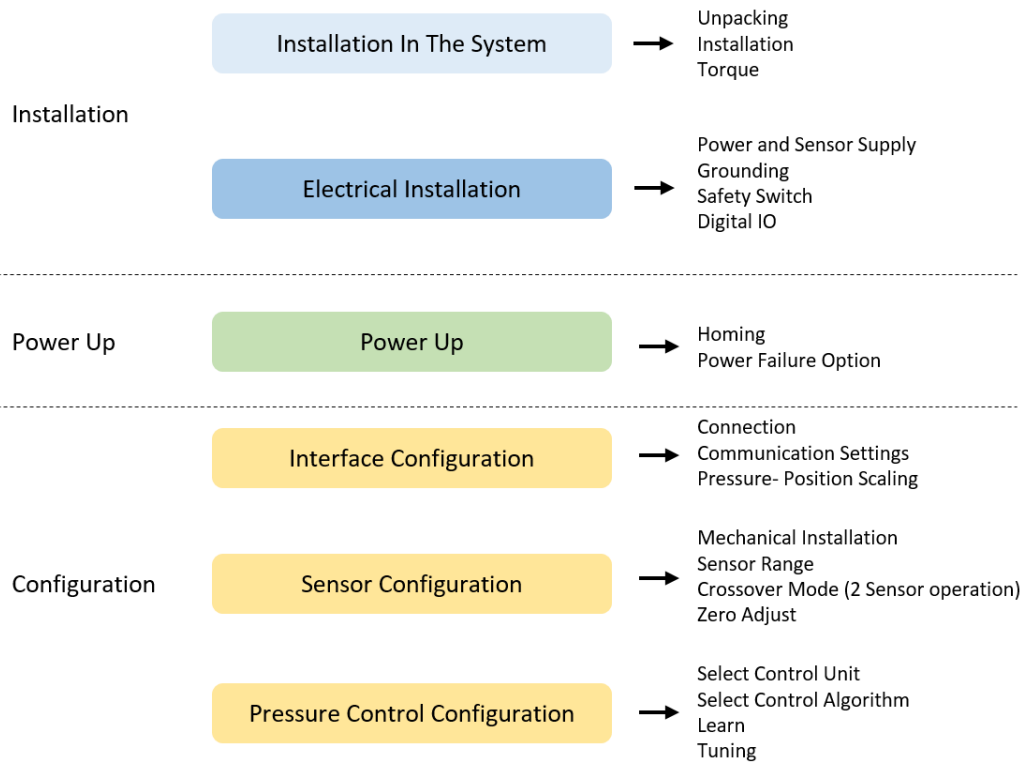 Installation
Installation In The System
Unpacking
Installation
Torque
Electrical Installation
Power and Sensor Supply
Grounding
Safety Switch
Digital IO
Power Up
Power Up
Homing
Power Failure Option
Configuration
Interface Configuration
Connection
Communication Settings
Pressure- Position Scaling
Sensor Configuration
Mechanical Installation
Sensor Range
Crossover Mode (2 Sensor operation)
Zero Adjust
Pressure Control Configuration
Select Control Unit
Select Control Algorithm
Learn
Tuning